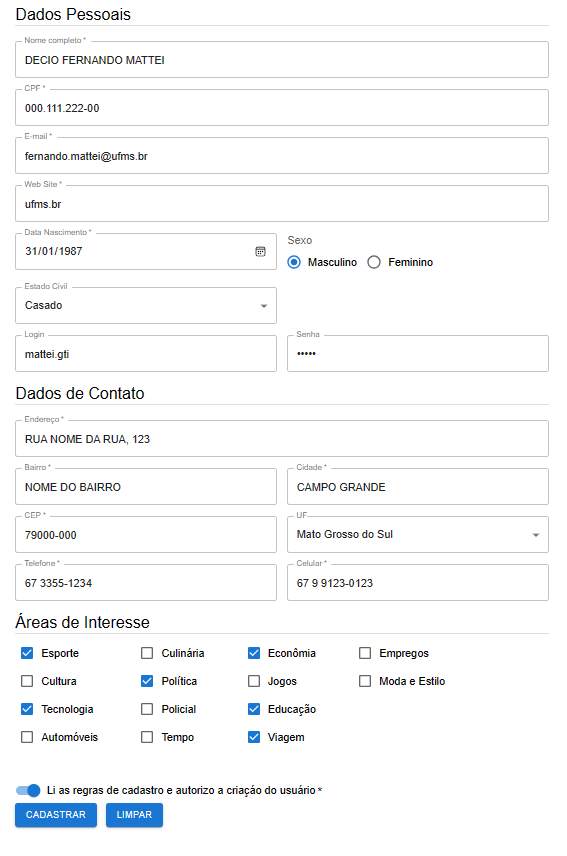 Dados Pessoais
Nome completo *
DECIO FERNANDO MATTEI
CPF *
000.111.222-00
E-mail *
fernando.mattei@ufms.br
Web Site *
ufms.br
Data Nascimento *
31/01/1987
Sexo
Masculino Feminino
Estado Civil
Casado
Login
mattei.gti
Senha
•••••
Dados de Contato
Endereço *
RUA NOME DA RUA, 123
Bairro *
NOME DO BAIRRO
Cidade *
CAMPO GRANDE
CEP *
79000-000
UF
Mato Grosso do Sul
Telefone *
67 3355-1234
Celular *
67 9 9123-0123
Áreas de Interesse
Esporte Culinária Econômia Empregos
Cultura Política Jogos Moda e Estilo
Tecnologia Policial Educação
Automóveis Tempo Viagem
Li as regras de cadastro e autorizo a criação do usuário *
CADASTRAR LIMPAR